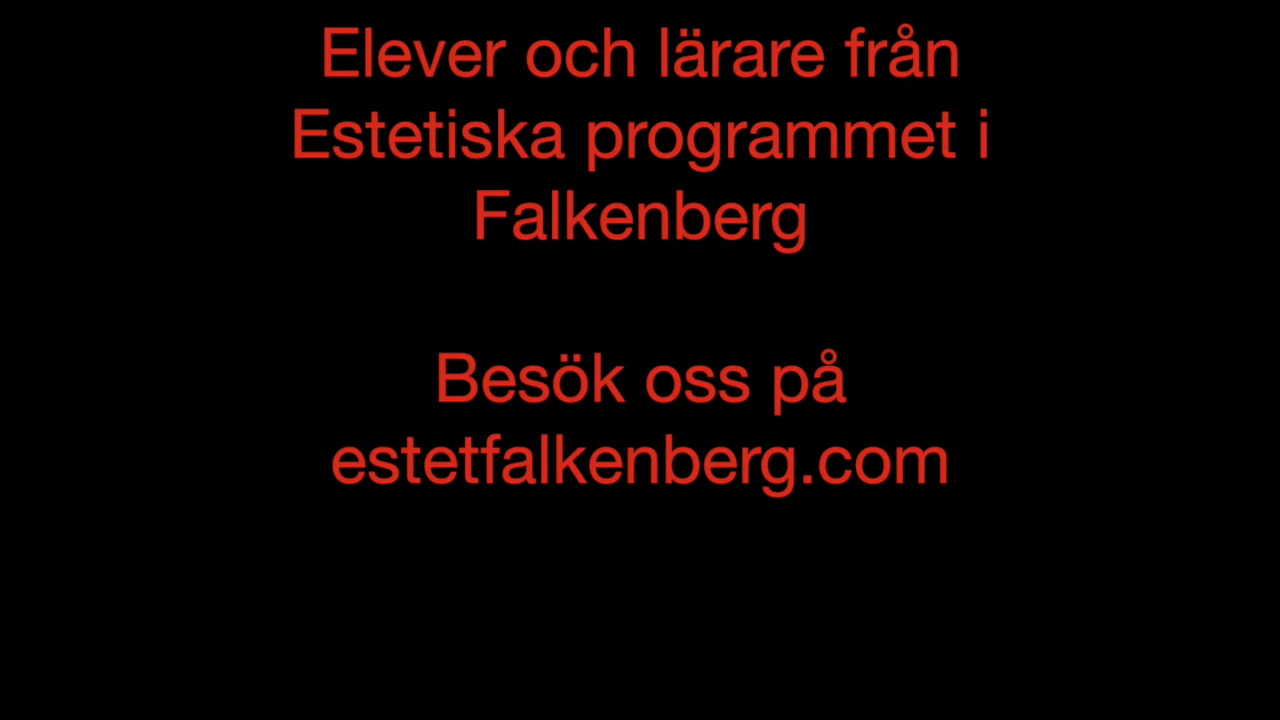 Elever och lärare från
Estetiska programmet i
Falkenberg
Besök oss på
estetfalkenberg.com